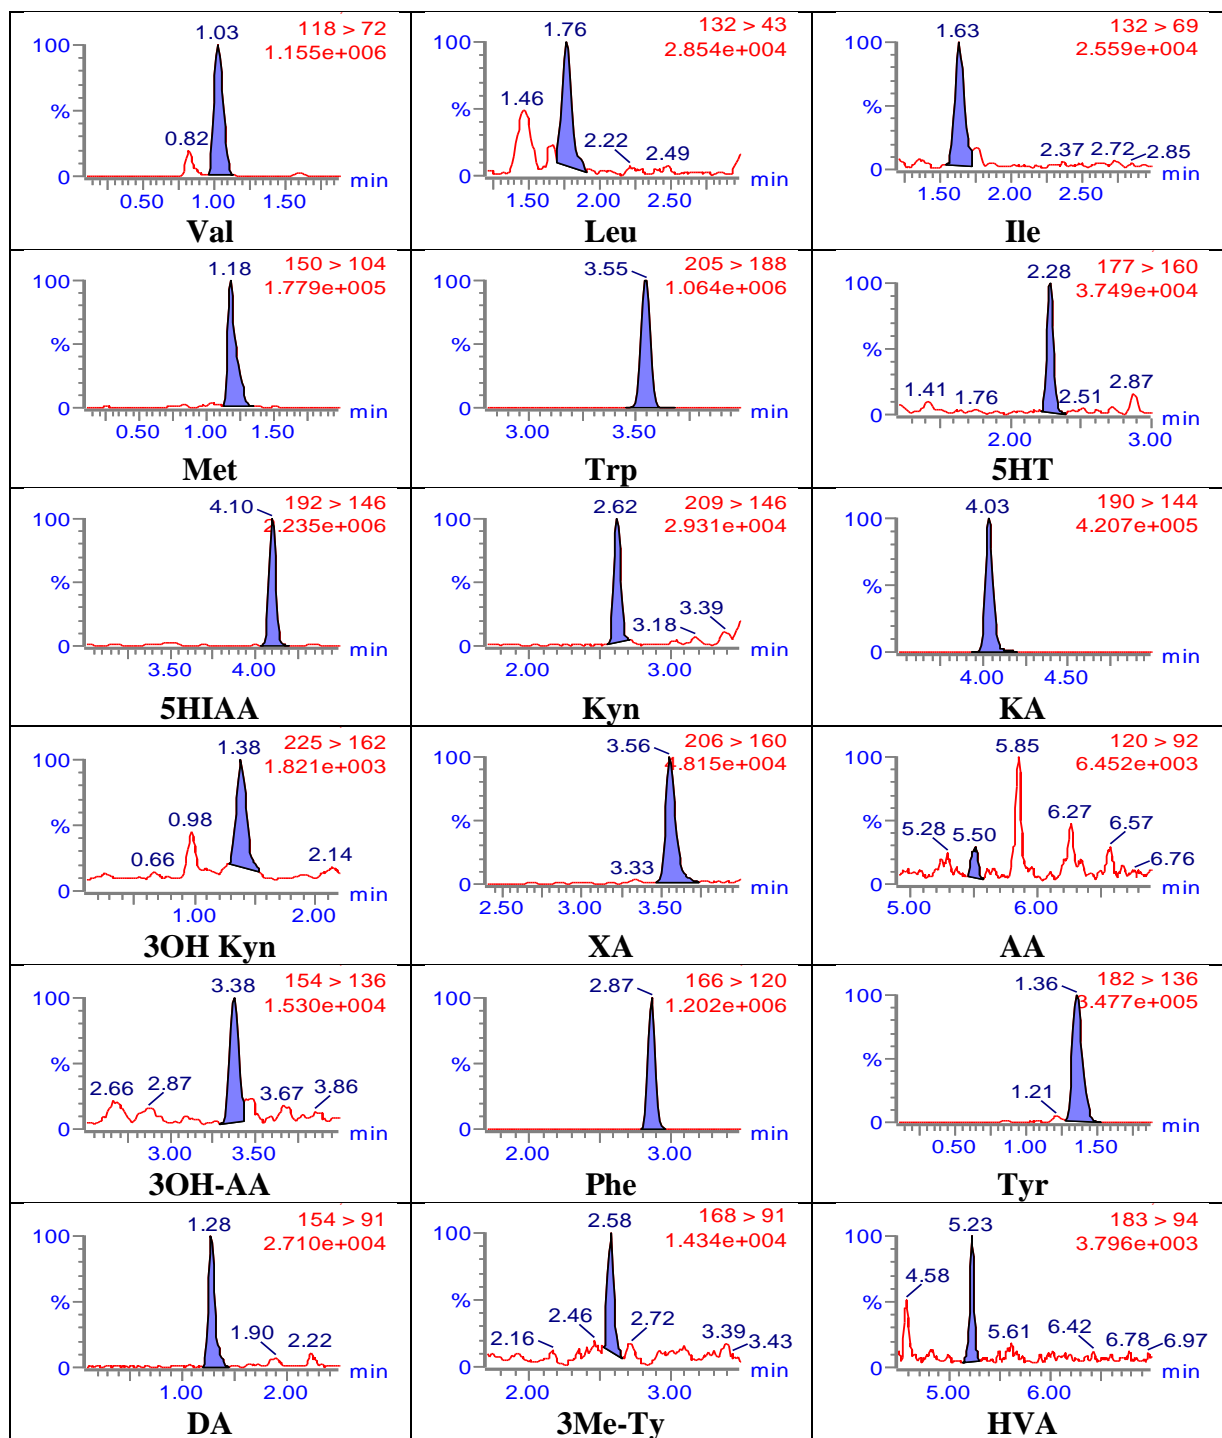 118 > 72
1.155e+006
1.03
0.82
100
%
0
min
0.50 1.00 1.50
Val
132 > 43
2.854e+004
1.76
1.46
2.22
2.49
100
%
0
min
1.50 2.00 2.50
Leu
132 > 69
2.559e+004
1.63
2.37 2.72 2.85
100
%
0
min
1.50 2.00 2.50
Ile
150 > 104
1.779e+005
1.18
100
%
0
min
0.50 1.00 1.50
Met
205 > 188
1.064e+006
3.55
100
%
0
min
3.00 3.50
Trp
177 > 160
3.749e+004
2.28
1.41
1.76
2.51
2.87
100
%
0
min
2.00 3.00
5HT
192 > 146
2.235e+006
4.10
100
%
0
min
3.50 4.00
5HIAA
209 > 146
2.931e+004
2.62
3.18
3.39
100
%
0
min
2.00 3.00
Kyn
190 > 144
4.207e+005
4.03
100
%
0
min
4.00 4.50
KA
225 > 162
1.821e+003
1.38
0.98
0.66
2.14
100
%
0
min
1.00 2.00
3OH Kyn
206 > 160
4.815e+004
3.56
3.33
100
%
0
min
2.50 3.00 3.50
XA
120 > 92
6.452e+003
5.85
5.28
5.50
6.27
6.57
6.76
100
%
0
min
5.00 6.00
AA
154 > 136
1.530e+004
3.38
2.66
2.87
3.67
3.86
100
%
0
min
3.00 3.50
3OH-AA
166 > 120
1.202e+006
2.87
100
%
0
min
2.00 3.00
Phe
182 > 136
3.477e+005
1.36
1.21
100
%
0
min
0.50 1.00 1.50
Tyr
154 > 91
2.710e+004
1.28
1.90
2.22
100
%
0
min
1.00 2.00
DA
168 > 91
1.434e+004
2.58
2.46
2.16
2.72
3.39
3.43
100
%
0
min
2.00 3.00
3Me-Ty
183 > 94
3.796e+003
5.23
4.58
5.61
6.42
6.78
6.97
100
%
0
min
5.00 6.00
HVA